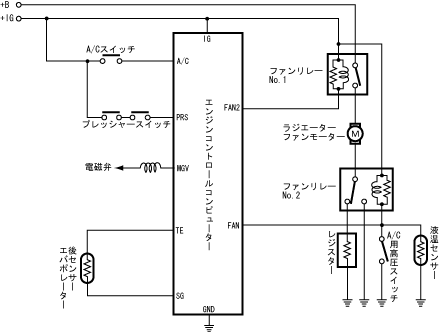 +B
+IG
IG
A/Cスイッチ
A/C
プレッシャースイッチ
PRS
電磁弁
MGV
エンジンコントロールコンピューター
FAN2
ファンリレー
No.1
ラジエーター
ファンモーター
M
ファンリレー
No.2
FAN
TE
SG
GND
後
エバポレーター
センサー
レジスター
A/C
用高圧スイッチ
液温センサー